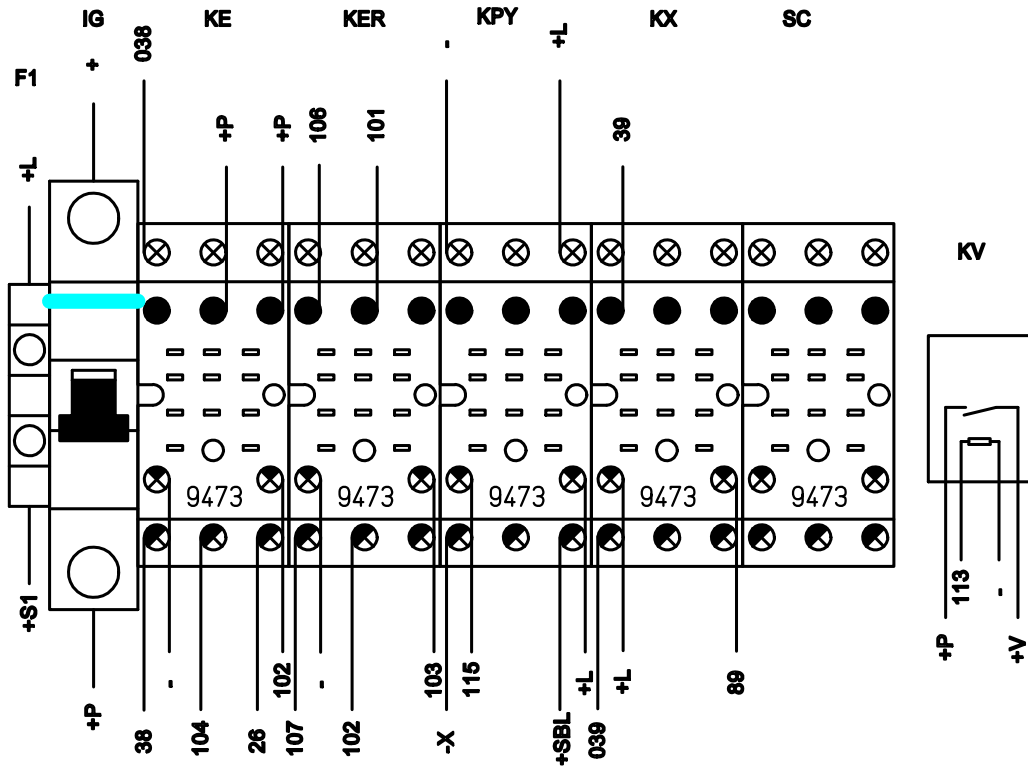 IG
KE
KER
KPY
KX
SC
F1
+
038
-
+L
+L
+P
+P
106
101
39
KV
9473
9473
9473
9473
9473
+S1
+P
38
-
104
26
102
107
-
102
103
-X
115
+SBL
+L
039
+L
89
+P
113
-
+V